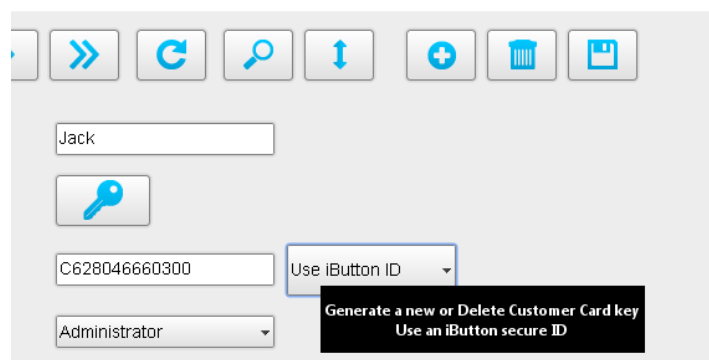 Jack
C628046660300
Use iButton ID
Generate a new or Delete Customer Card key
Use an iButton secure ID
Administrator